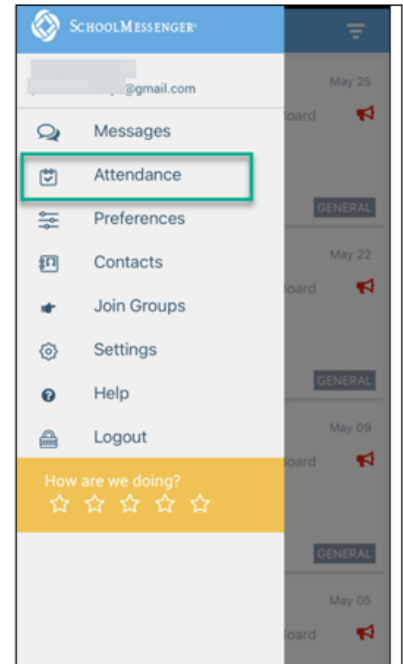 SCHOOLMESSENGER®
@gmail.com
Messages
Attendance
Preferences
Contacts
Join Groups
Settings
Help
Logout
How are we doing?
May 25
oard
GENERAL
May 22
oard
GENERAL
May 09
oard
GENERAL
May 05
oard